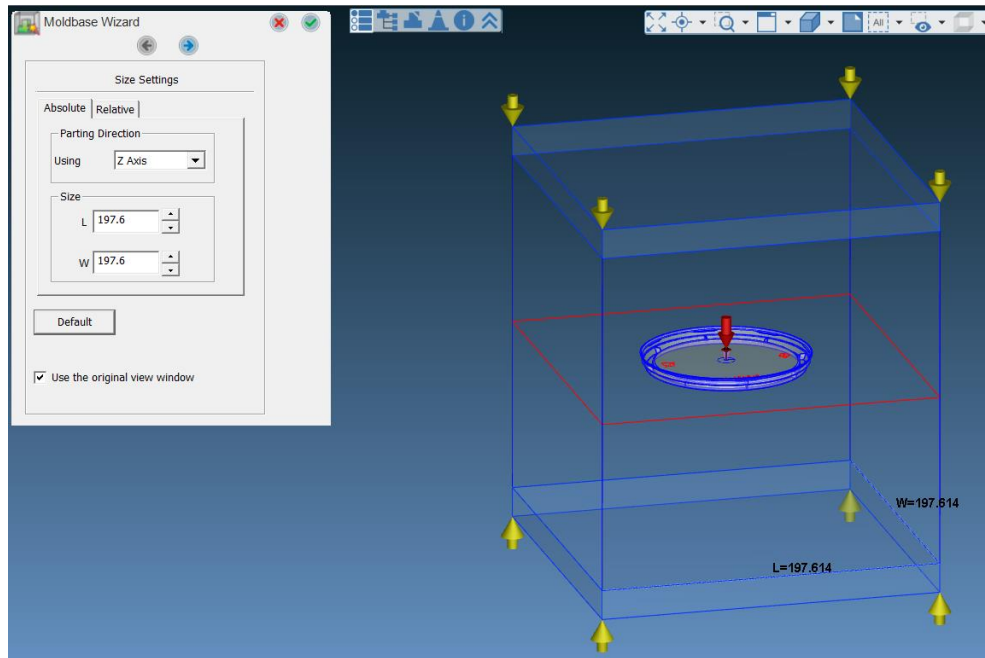 Moldbase Wizard
Size Settings
Absolute Relative
Parting Direction
Using Z Axis
Size
L 197.6
W 197.6
Default
Use the original view window
All
W=197.614
L=197.614